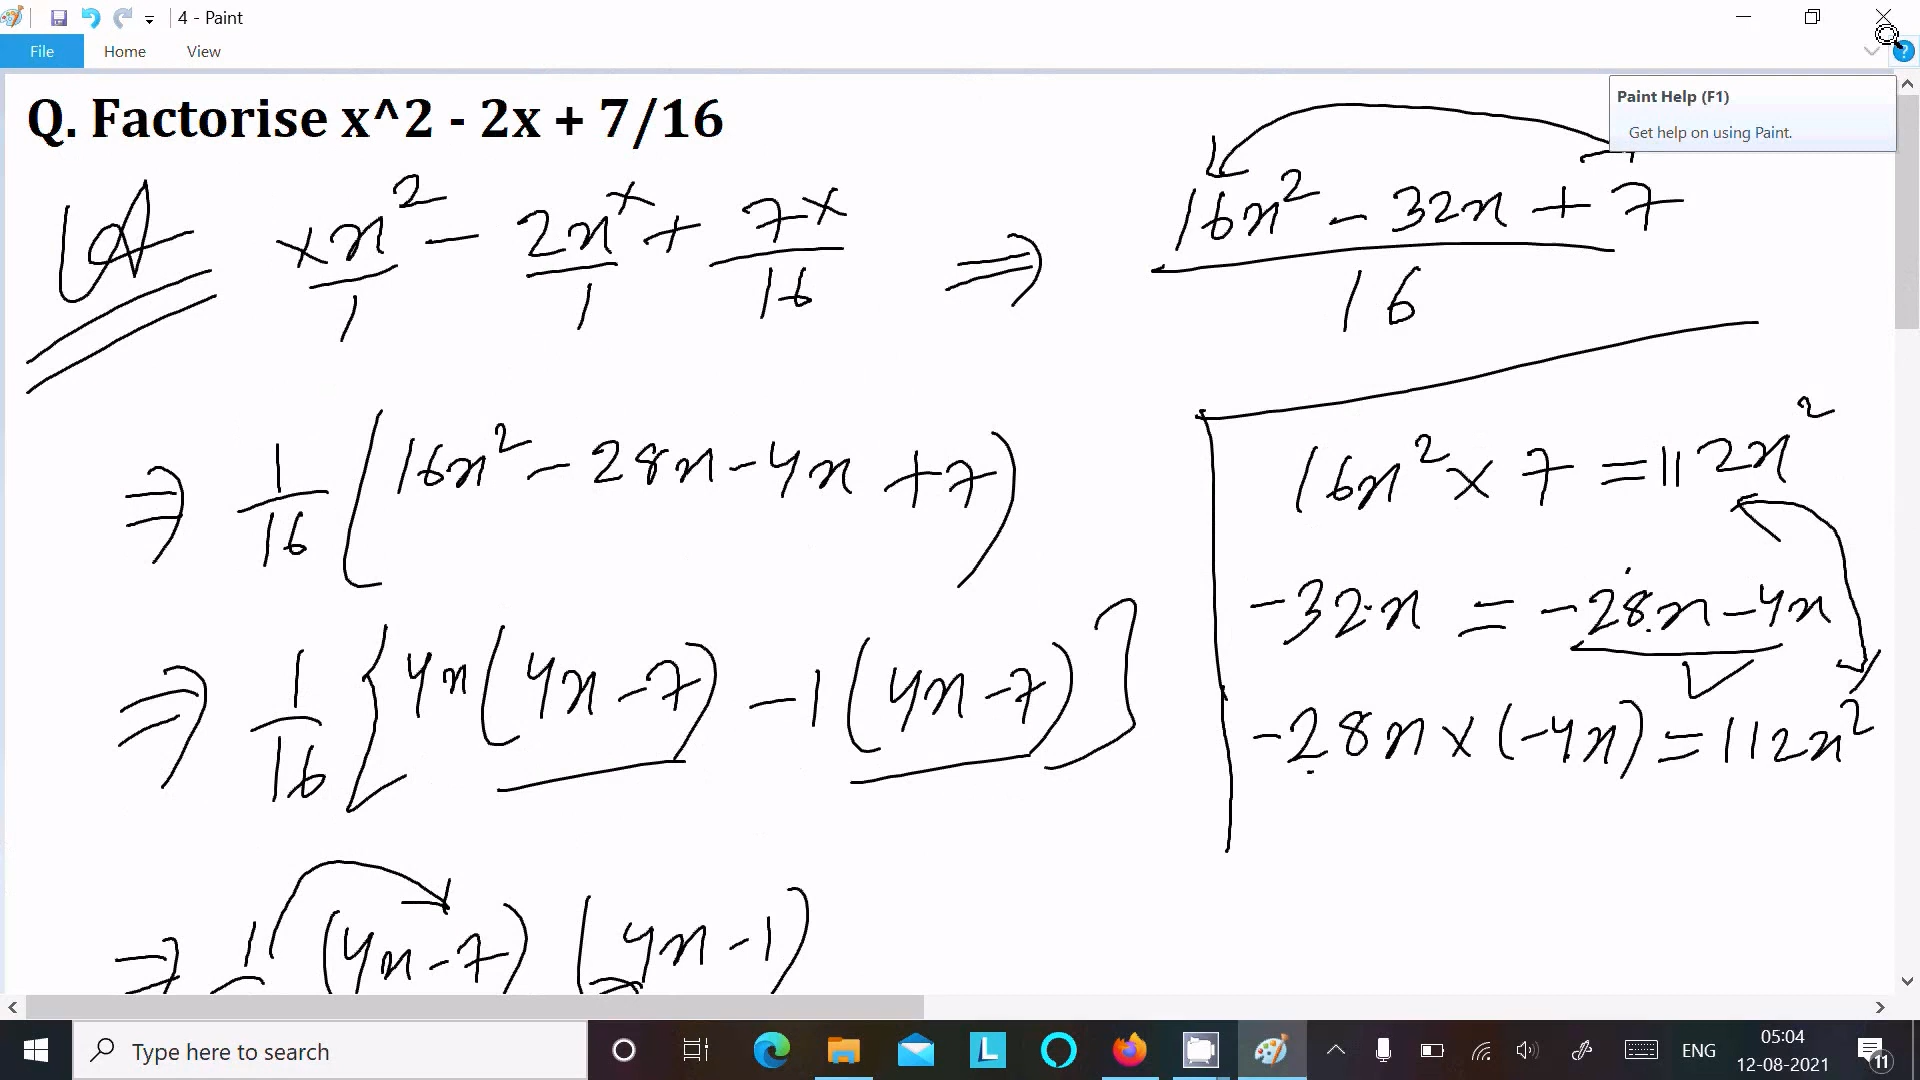 4 - Paint
File Home View
Paint Help (F1)
Get help on using Paint.
Q. Factorise x^2 - 2x + 7/16
x²/1 - 2x/1 + 7/16 ⇒ (16x² - 32x + 7)/16
⇒ 1/16 (16x² - 28x - 4x + 7)
⇒ 1/16 {4x(4x - 7) - 1(4x - 7)}
⇒ 1 (4x - 7) (4x - 1)
16x² × 7 = 112x²
-32x = -28x - 4x
-28x × (-4x) = 112x²
Type here to search
ENG
05:04
12-08-2021
11